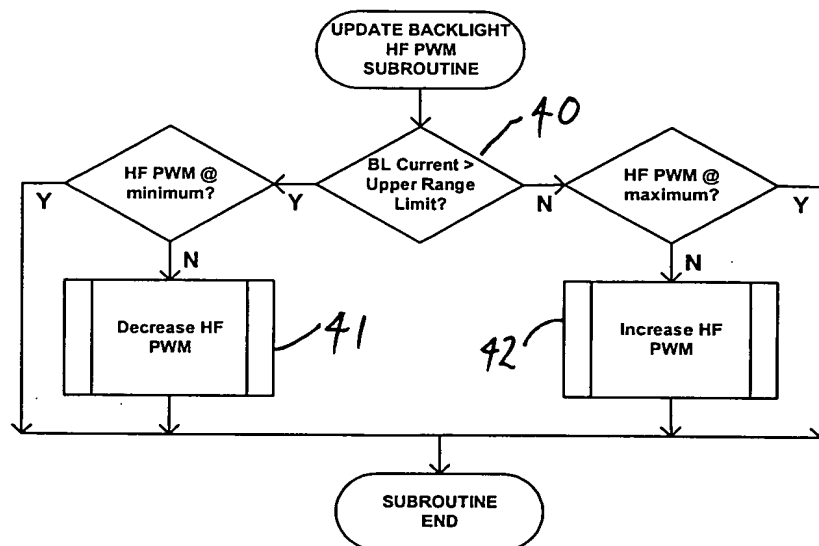 UPDATE BACKLIGHT
HF PWM
SUBROUTINE
40
HF PWM @
minimum?
BL Current >
Upper Range
Limit?
HF PWM @
maximum?
Y
Y
N
Y
N
N
Decrease HF
PWM
41
42
Increase HF
PWM
SUBROUTINE
END